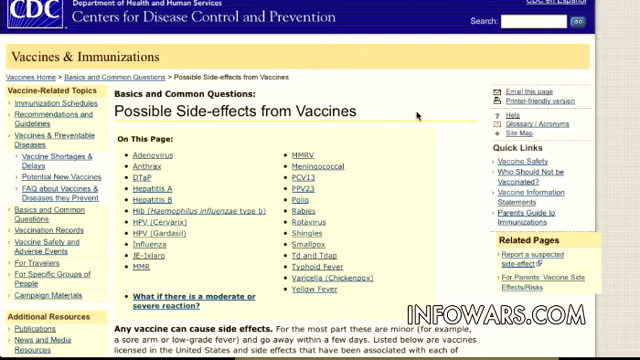 Department of Health and Human Services
CDC en Español
CDC
Centers for Disease Control and Prevention
Search:
GO
Vaccines & Immunizations
Vaccines Home > Basics and Common Questions > Possible Side-effects from Vaccines
Vaccine-Related Topics
Immunization Schedules
Recommendations and
Guidelines
Vaccines & Preventable
Diseases
Vaccine Shortages &
Delays
Potential New Vaccines
FAQ about Vaccines &
Diseases they Prevent
Basics and Common
Questions
Vaccination Records
Vaccine Safety and
Adverse Events
For Travelers
For Specific Groups of
People
Campaign Materials
Additional Resources
Publications
News and Media
Resources
Basics and Common Questions:
Possible Side-effects from Vaccines
On This Page:
Adenovirus
Anthrax
DTaP
Hepatitis A
Hepatitis B
Hib (Haemophilus influenzae type b)
HPV (Cervarix)
HPV (Gardasil)
Influenza
JE-Ixiaro
MMR
MMRV
Meningococcal
PCV13
PPV23
Polio
Rabies
Rotavirus
Shingles
Smallpox
Td and Tdap
Typhoid Fever
Varicella (Chickenpox)
Yellow Fever
What if there is a moderate or
severe reaction?
Any vaccine can cause side effects. For the most part these are minor (for example,
a sore arm or low-grade fever) and go away within a few days. Listed below are vaccines
licensed in the United States and side effects that have been associated with each of
Email this page
Printer-friendly version
Help
Glossary / Acronyms
Site Map
Quick Links
Vaccine Safety
Who Should Not be
Vaccinated?
Vaccine Information
Statements
Parents Guide to
Immunizations
Related Pages
Report a suspected
side-effect
For Parents: Vaccine Side
Effects/Risks
INFOWARS.COM